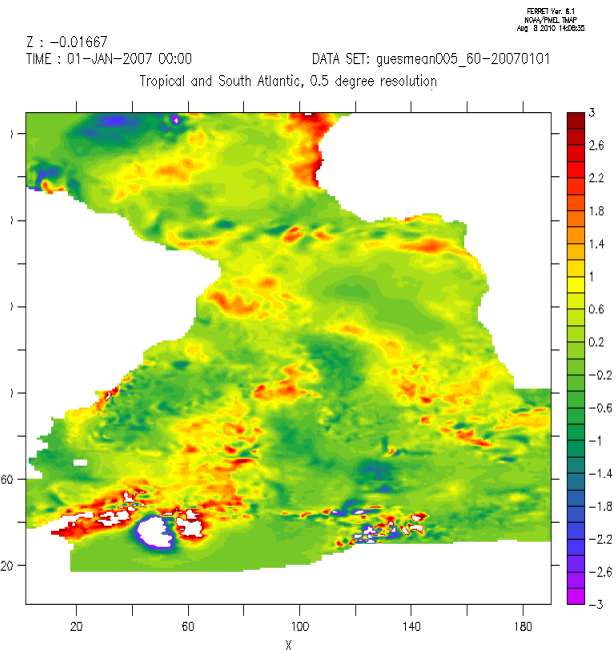 FERRET Ver. 6.1
NOAA/PMEL TMAP
Aug 3 2010 14:06:35
Z : -0.01667
TIME : 01-JAN-2007 00:00
DATA SET: guesmean005_60-20070101
Tropical and South Atlantic, 0.5 degree resolution
3
2.6
2.2
1.8
1.4
1
0.6
0.2
-0.2
-0.6
-1
-1.4
-1.8
-2.2
-2.6
-3
60
20
20 60 100 140 180
X